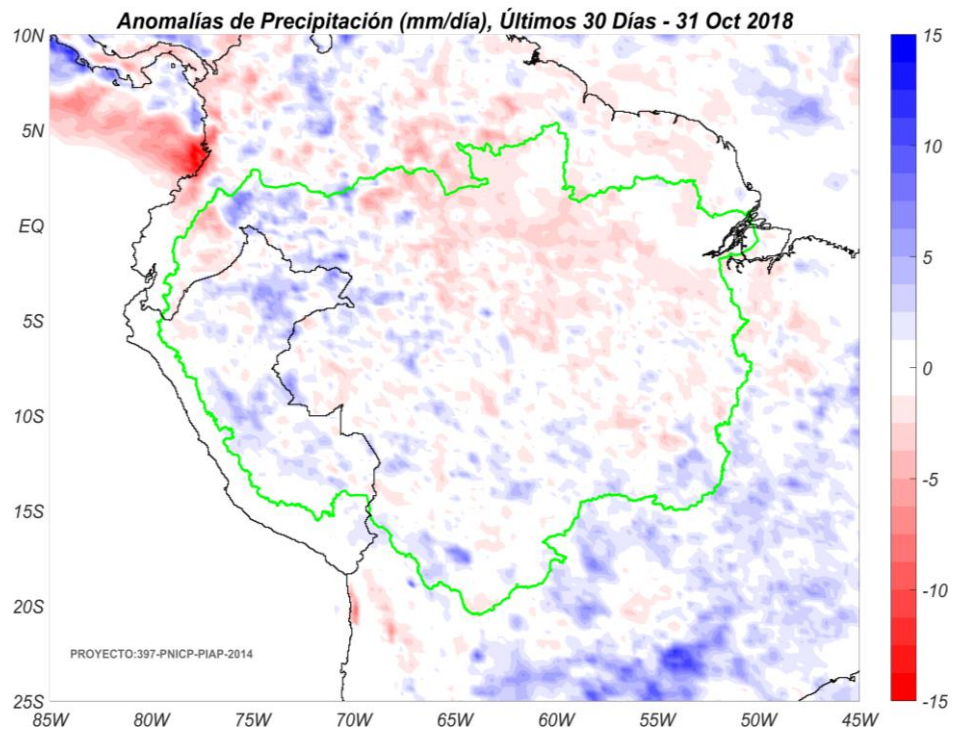 Anomalías de Precipitación (mm/día), Últimos 30 Días - 31 Oct 2018
10N
5N
EQ
5S
10S
15S
20S
25S
PROYECTO:397-PNICP-PIAP-2014
85W 80W 75W 70W 65W 60W 55W 50W 45W
15
10
5
0
-5
-10
-15